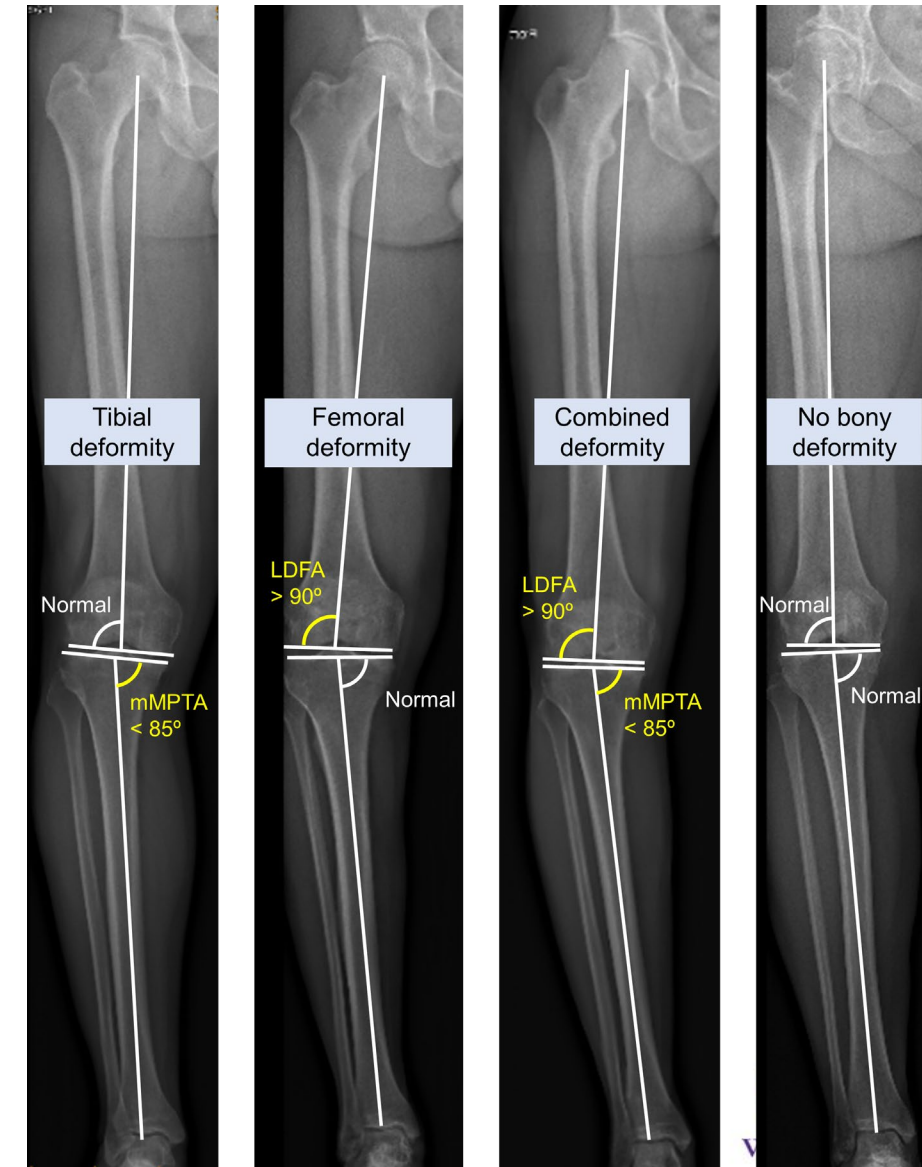 Tibial
deformity
Femoral
deformity
Combined
deformity
No bony
deformity
Normal
mMPTA
< 85º
LDFA
> 90º
Normal
LDFA
> 90º
mMPTA
< 85º
Normal
Normal